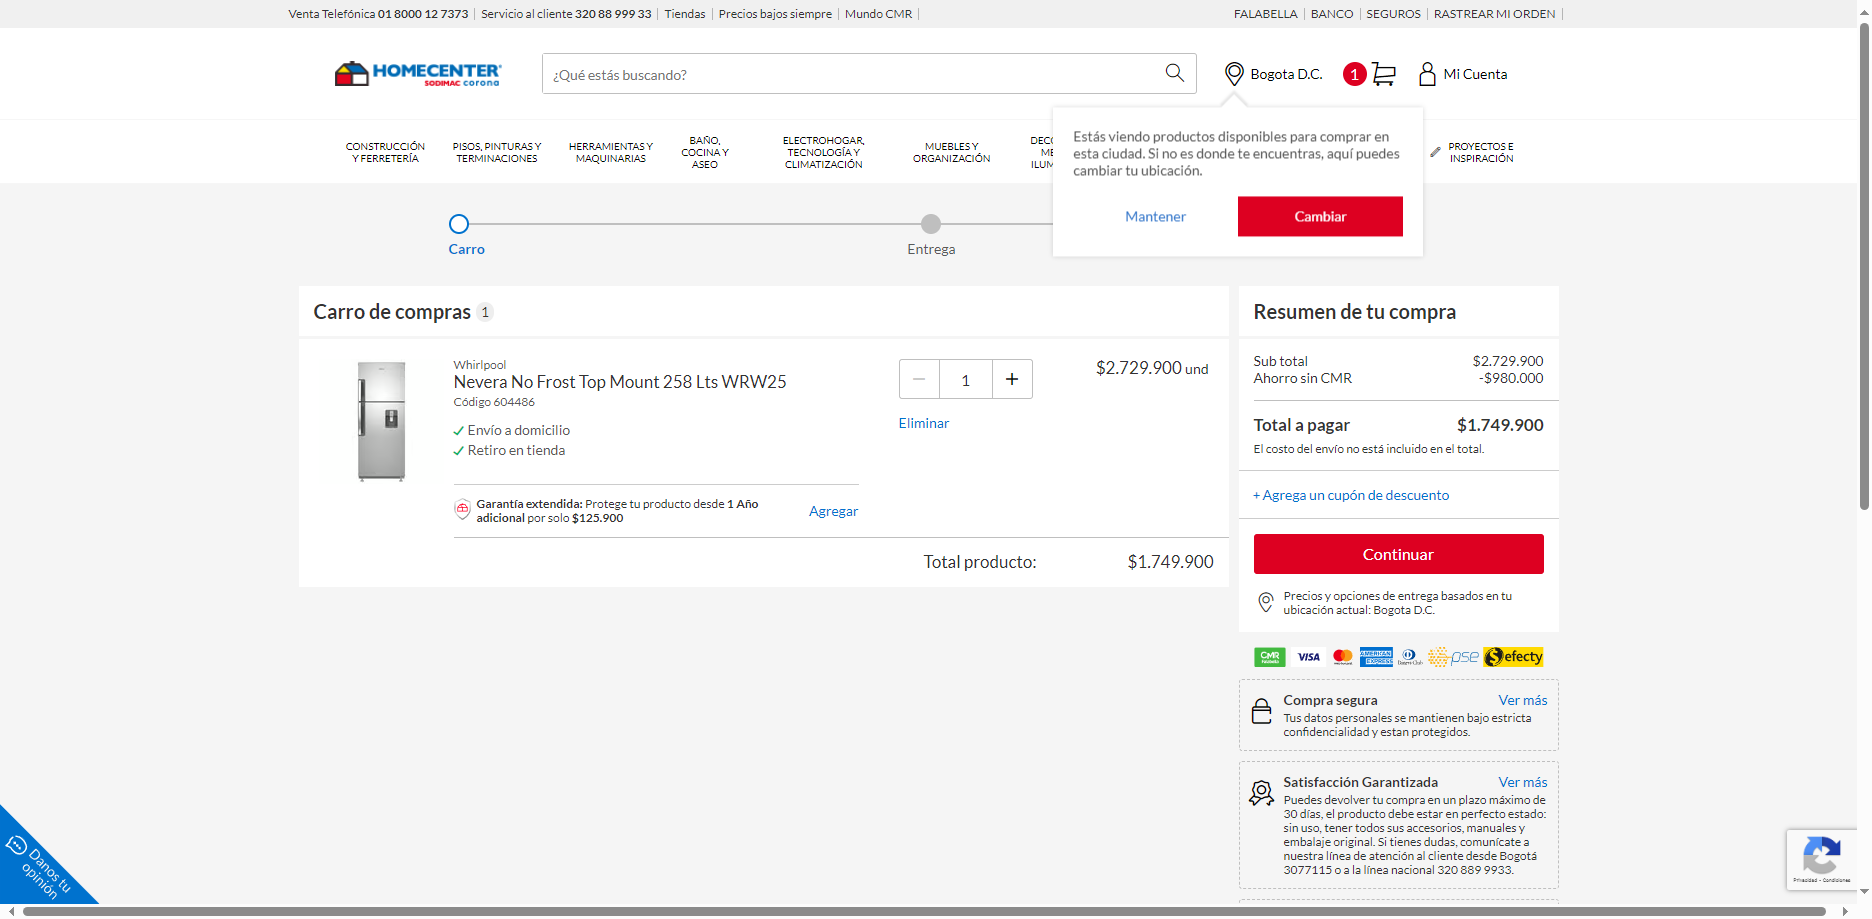 Venta Telefónica 01 8000 12 7373
Servicio al cliente 320 88 999 33
Tiendas
Precios bajos siempre
Mundo CMR
FALABELLA
BANCO
SEGUROS
RASTREAR MI ORDEN
HOMECENTER
SODIMAC corona
¿Qué estás buscando?
Bogota D.C.
1
Mi Cuenta
CONSTRUCCIÓN
Y FERRETERÍA
PISOS, PINTURAS Y
TERMINACIONES
HERRAMIENTAS Y
MAQUINARIAS
BAÑO,
COCINA Y
ASEO
ELECTROHOGAR,
TECNOLOGÍA Y
CLIMATIZACIÓN
MUEBLES Y
ORGANIZACIÓN
PROYECTOS E
INSPIRACIÓN
Estás viendo productos disponibles para comprar en
esta ciudad. Si no es donde te encuentras, aquí puedes
cambiar tu ubicación.
Mantener
Cambiar
Carro
Entrega
Carro de compras 1
Whirlpool
Nevera No Frost Top Mount 258 Lts WRW25
Código 604486
Envío a domicilio
Retiro en tienda
− 1 +
Eliminar
$2.729.900 und
Garantía extendida: Protege tu producto desde 1 Año
adicional por solo $125.900
Agregar
Total producto: $1.749.900
Resumen de tu compra
Sub total $2.729.900
Ahorro sin CMR -$980.000
Total a pagar $1.749.900
El costo del envío no está incluido en el total.
+ Agrega un cupón de descuento
Continuar
Precios y opciones de entrega basados en tu
ubicación actual: Bogota D.C.
CMR VISA AMERICAN EXPRESS pse efecty
Compra segura Ver más
Tus datos personales se mantienen bajo estricta
confidencialidad y estan protegidos.
Satisfacción Garantizada Ver más
Puedes devolver tu compra en un plazo máximo de
30 días, el producto debe estar en perfecto estado:
sin uso, tener todos sus accesorios, manuales y
embalaje original. Si tienes dudas, comunícate a
nuestra línea de atención al cliente desde Bogotá
3077115 o a la línea nacional 320 889 9933.
Danos tu
opinión
Privacidad - Condiciones